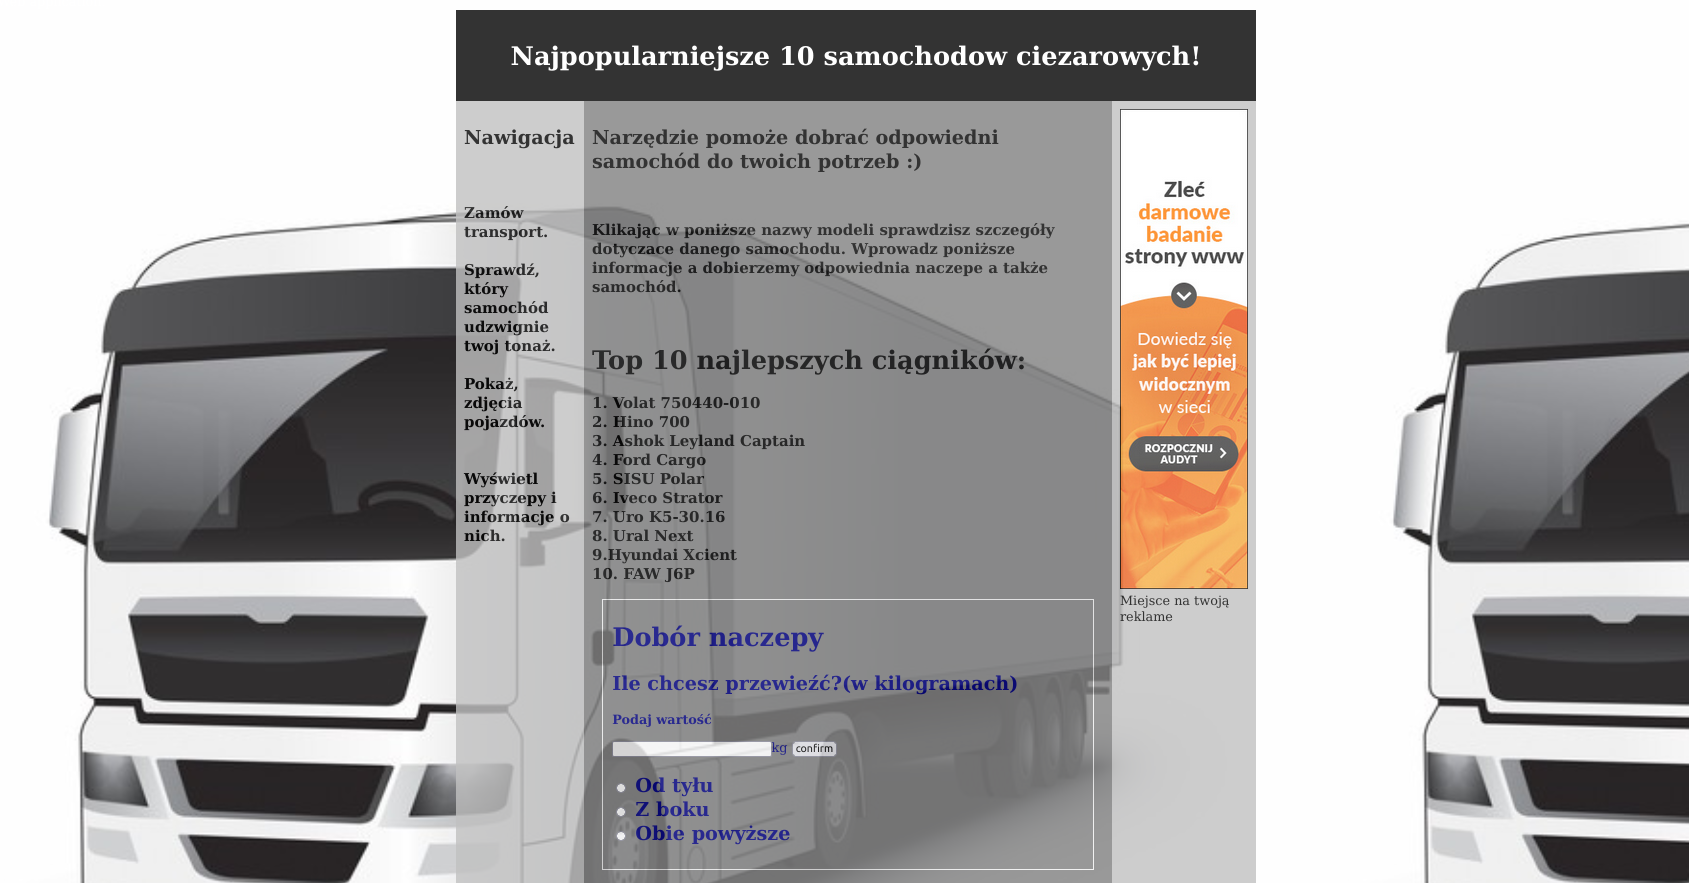 Najpopularniejsze 10 samochodow ciezarowych!
Nawigacja
Zamów
transport.
Sprawdź,
który
samochód
udzwignie
twoj tonaż.
Pokaż,
zdjęcia
pojazdów.
Wyświetl
przyczepy i
informacje o
nich.
Narzędzie pomoże dobrać odpowiedni
samochód do twoich potrzeb :)
Klikając w poniższe nazwy modeli sprawdzisz szczegóły
dotyczace danego samochodu. Wprowadz poniższe
informacje a dobierzemy odpowiednia naczepe a także
samochód.
Top 10 najlepszych ciągników:
1. Volat 750440-010
2. Hino 700
3. Ashok Leyland Captain
4. Ford Cargo
5. SISU Polar
6. Iveco Strator
7. Uro K5-30.16
8. Ural Next
9.Hyundai Xcient
10. FAW J6P
Dobór naczepy
Ile chcesz przewieźć?(w kilogramach)
Podaj wartość
kg confirm
Od tyłu
Z boku
Obie powyższe
Zleć
darmowe
badanie
strony www
Dowiedz się
jak być lepiej
widocznym
w sieci
ROZPOCZNIJ
AUDYT
Miejsce na twoją
reklame